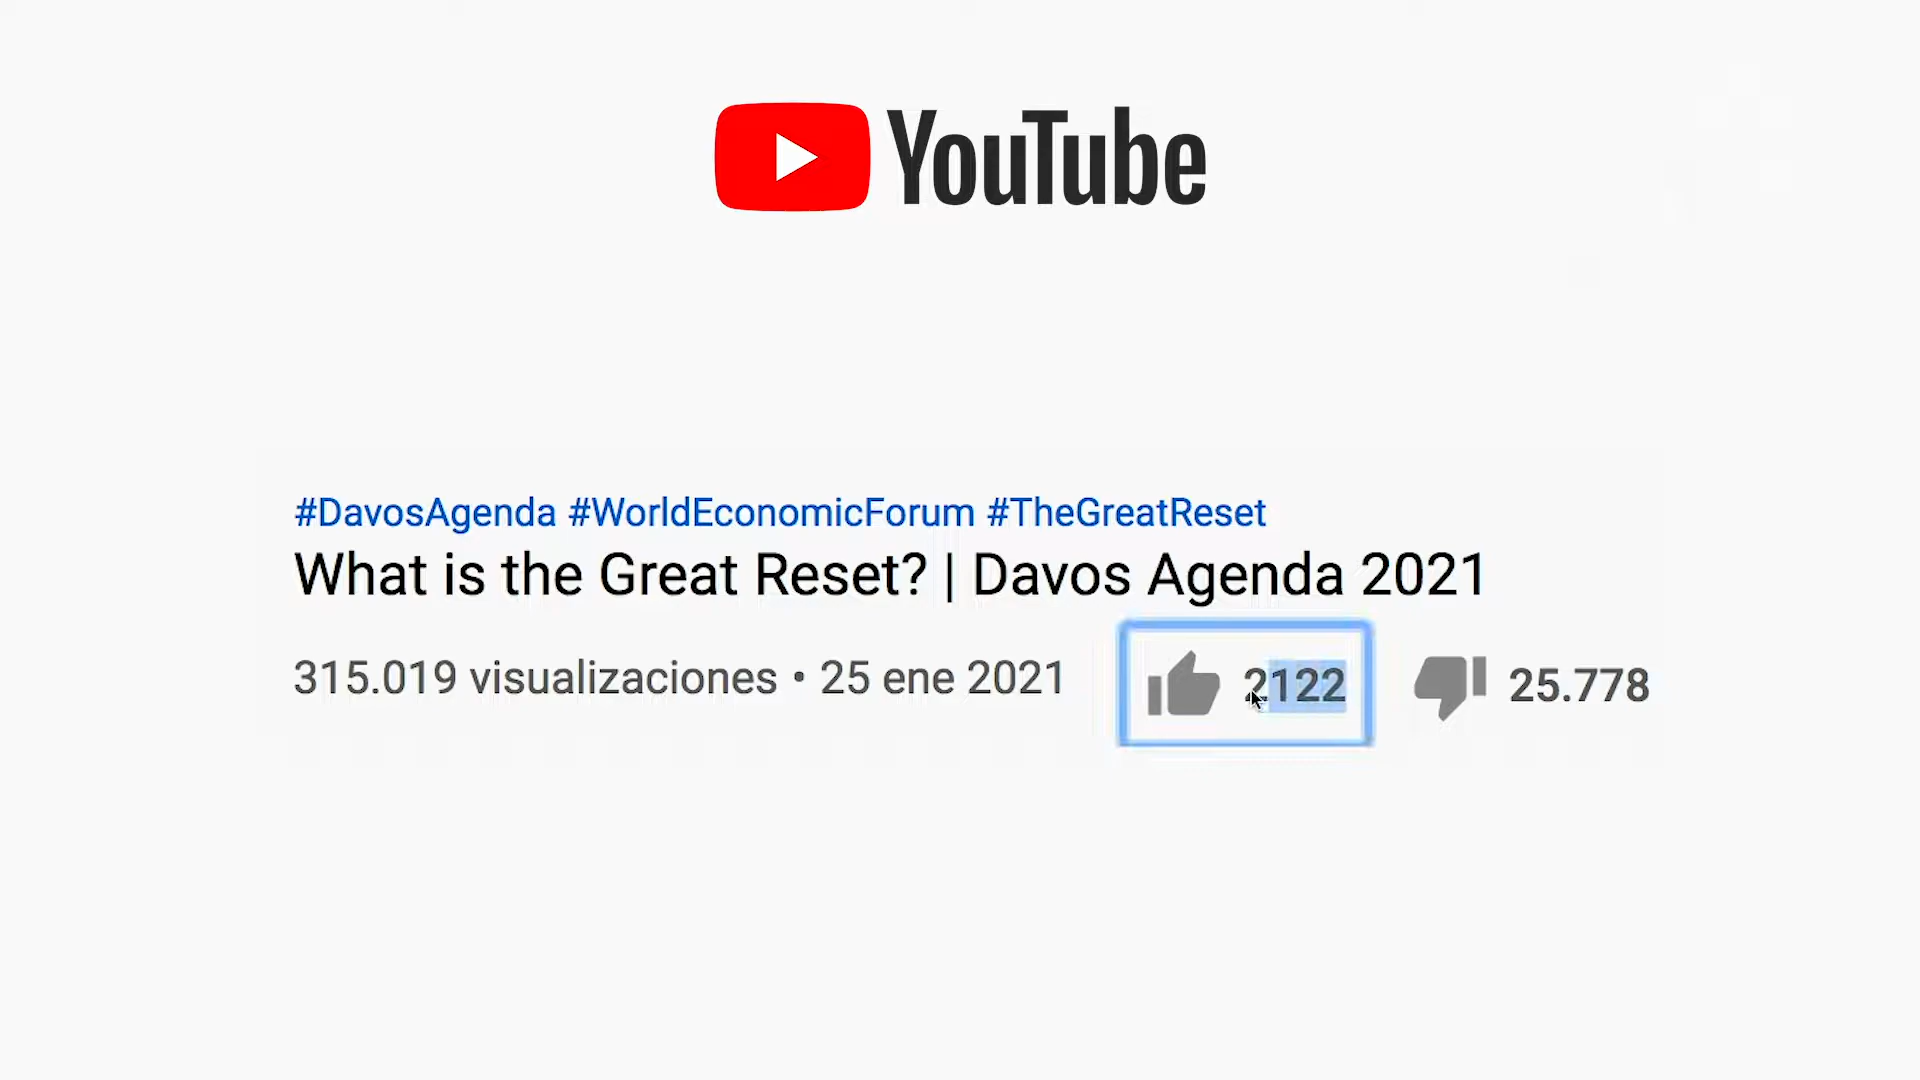 YouTube
#DavosAgenda #WorldEconomicForum #TheGreatReset
What is the Great Reset? | Davos Agenda 2021
315.019 visualizaciones • 25 ene 2021 2122 25.778